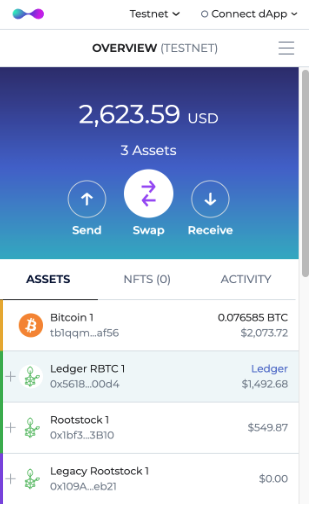 Testnet
Connect dApp
OVERVIEW (TESTNET)
2,623.59 USD
3 Assets
Send
Swap
Receive
ASSETS
NFTS (0)
ACTIVITY
Bitcoin 1
0.076585 BTC
tb1qqm...af56
$2,073.72
Ledger RBTC 1
Ledger
0x5618...00d4
$1,492.68
Rootstock 1
0x1bf3...3B10
$549.87
Legacy Rootstock 1
0x109A...eb21
$0.00